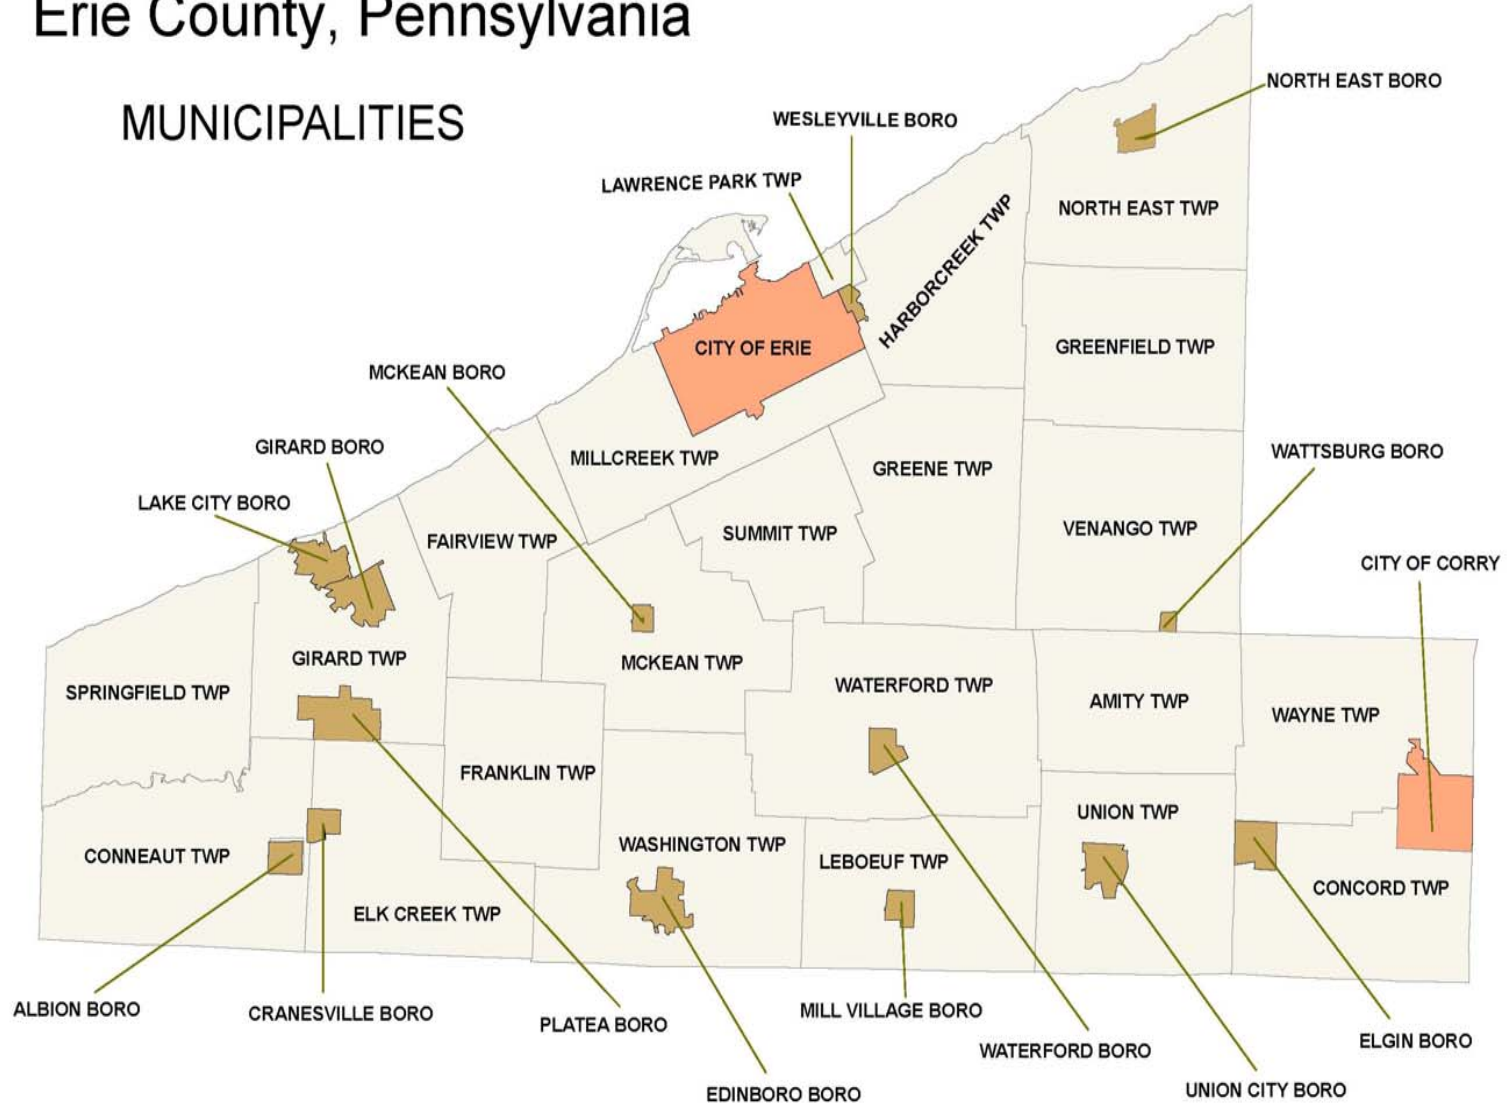 Erie County, Pennsylvania
MUNICIPALITIES
NORTH EAST BORO
WESLEYVILLE BORO
LAWRENCE PARK TWP
NORTH EAST TWP
HARBORCREEK TWP
CITY OF ERIE
GREENFIELD TWP
MCKEAN BORO
GIRARD BORO
MILLCREEK TWP
GREENE TWP
WATTSBURG BORO
LAKE CITY BORO
FAIRVIEW TWP
SUMMIT TWP
VENANGO TWP
CITY OF CORRY
GIRARD TWP
MCKEAN TWP
SPRINGFIELD TWP
WATERFORD TWP
AMITY TWP
WAYNE TWP
FRANKLIN TWP
UNION TWP
CONNEAUT TWP
WASHINGTON TWP
LEBOEUF TWP
CONCORD TWP
ELK CREEK TWP
ALBION BORO
CRANESVILLE BORO
PLATEA BORO
MILL VILLAGE BORO
WATERFORD BORO
ELGIN BORO
EDINBORO BORO
UNION CITY BORO